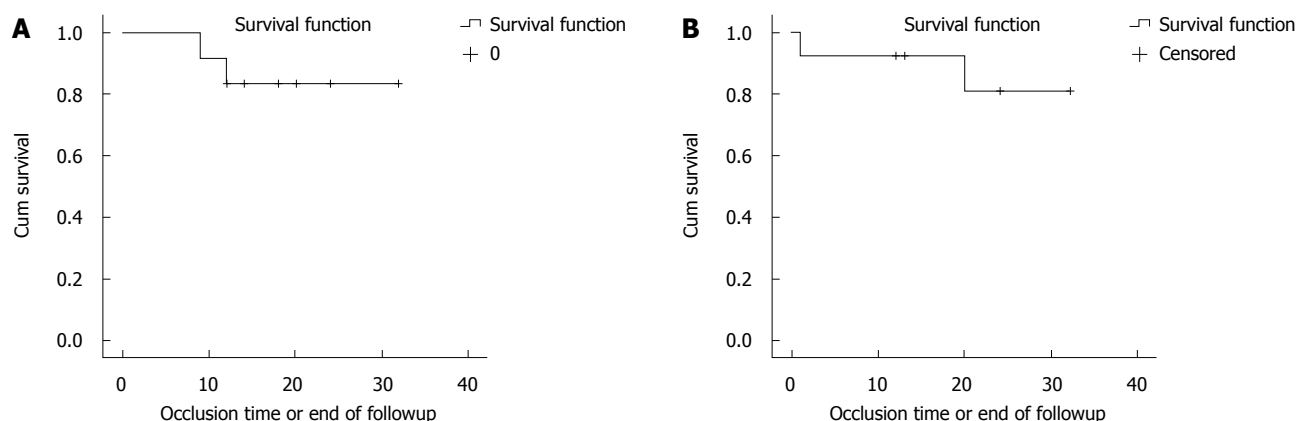 A
Survival function
Survival function
0
1.0
0.8
0.6
0.4
0.2
0.0
Cum survival
0 10 20 30 40
Occlusion time or end of followup
B
Survival function
Survival function
Censored
1.0
0.8
0.6
0.4
0.2
0.0
Cum survival
0 10 20 30 40
Occlusion time or end of followup